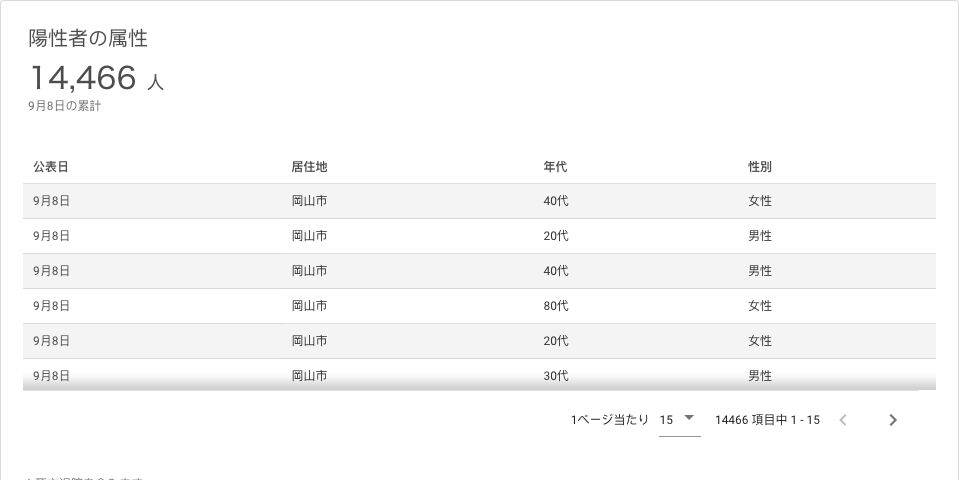 陽性者の属性
14,466 人
9月8日の累計
公表日 居住地 年代 性別
9月8日 岡山市 40代 女性
9月8日 岡山市 20代 男性
9月8日 岡山市 40代 男性
9月8日 岡山市 80代 女性
9月8日 岡山市 20代 女性
9月8日 岡山市 30代 男性
1ページ当たり 15 14466 項目中 1 - 15